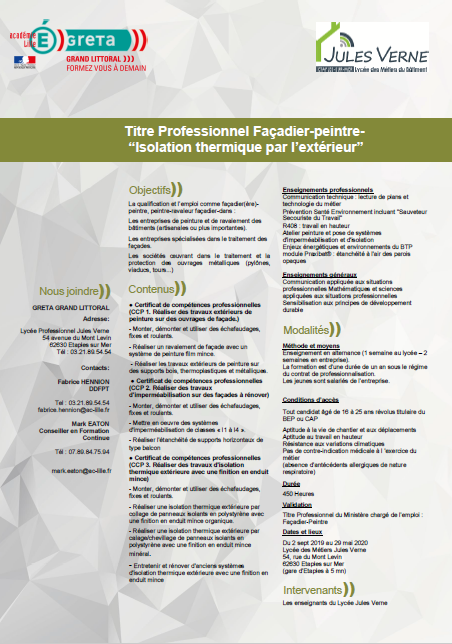 académie
Lille
GRETA
GRAND LITTORAL )))
FORMEZ VOUS À DEMAIN
JULES VERNE
Lycée des Métiers du bâtiment
Titre Professionnel Façadier-peintre-
“Isolation thermique par l’extérieur”
Nous joindre))
GRETA GRAND LITTORAL
Adresse:
Lycée Professionnel Jules Verne
54 avenue du Mont Levin
62630 Etaples sur Mer
Tél : 03.21.89.54.54
Contacts:
Fabrice HENNION
DDFPT
Tel : 03.21.89.54.54
fabrice.hennion@ac-lille.fr
Mark EATON
Conseiller en Formation
Continue
Tél : 07.89.64.75.94
mark.eaton@ac-lille.fr
Objectifs))
La qualification et l'emploi comme façadier(ère)-
peintre, peintre-ravaleur façadier-dans :
Les entreprises de peinture et de ravalement des
bâtiments (artisanales ou plus importantes).
Les entreprises spécialisées dans le traitement des
façades.
Les sociétés œuvrant dans le traitement et la
protection des ouvrages métalliques (pylônes,
viaducs, tours...)
Contenus))
● Certificat de compétences professionnelles
(CCP 1. Réaliser des travaux extérieurs de
peinture sur des ouvrages de façade.)
- Monter, démonter et utiliser des échafaudages,
fixes et roulants.
- Réaliser un ravalement de façade avec un
système de peinture film mince.
- Réaliser les travaux extérieurs de peinture sur
des supports bois, thermoplastiques et métalliques.
● Certificat de compétences professionnelles
(CCP 2. Réaliser des travaux
d'imperméabilisation sur des façades à rénover)
- Monter, démonter et utiliser des échafaudages,
fixes et roulants.
- Mettre en oeuvre des systèmes
d'imperméabilisation de classes « I1 à I4 ».
- Réaliser l'étanchéité de supports horizontaux de
type balcon
● Certificat de compétences professionnelles
(CCP 3. Réaliser des travaux d'isolation
thermique extérieure avec une finition en enduit
mince)
- Monter, démonter et utiliser des échafaudages,
fixes et roulants.
- Réaliser une isolation thermique extérieure par
collage de panneaux isolants en polystyrène avec
une finition en enduit mince organique.
- Réaliser une isolation thermique extérieure par
calage/chevillage de panneaux isolants en
polystyrène avec une finition en enduit mince
minéral.
- Entretenir et rénover d'anciens systèmes
d'isolation thermique extérieure avec une finition en
enduit mince
Enseignements professionnels
Communication technique : lecture de plans et
technologie du métier
Prévention Santé Environnement incluant "Sauveteur
Secouriste du Travail"
R408 : travail en hauteur
Atelier peinture et pose de systèmes
d'imperméabilisation et d'isolation
Enjeux énergétiques et environnementaux du BTP
module Praxibat® : étanchéité à l'air des parois
opaques
Enseignements généraux
Communication appliquée aux situations
professionnelles Mathématiques et sciences
appliquées aux situations professionnelles
Sensibilisation aux principes de développement
durable
Modalités))
Méthode et moyens
Enseignement en alternance (1 semaine au lycée – 2
semaines en entreprise).
La formation est d'une durée de un an sous le régime
du contrat de professionnalisation.
Les jeunes sont salariés de l'entreprise.
Conditions d'accès
Tout candidat âgé de 16 à 25 ans révolus titulaire du
BEP ou CAP
Aptitude à la vie de chantier et aux déplacements
Aptitude au travail en hauteur
Résistance aux variations climatiques
Pas de contre-indication médicale à l 'exercice du
métier
(absence d'antécédents allergiques de nature
respiratoire)
Durée
450 Heures
Validation
Titre Professionnel du Ministère chargé de l'emploi :
Façadier-Peintre
Dates et lieux
Du 2 sept 2019 au 29 mai 2020
Lycée des Métiers Jules Verne
54, rue du Mont Levin
62630 Etaples sur Mer
(gare d'Etaples à 5 mn)
Intervenants))
Les enseignants du Lycée Jules Verne